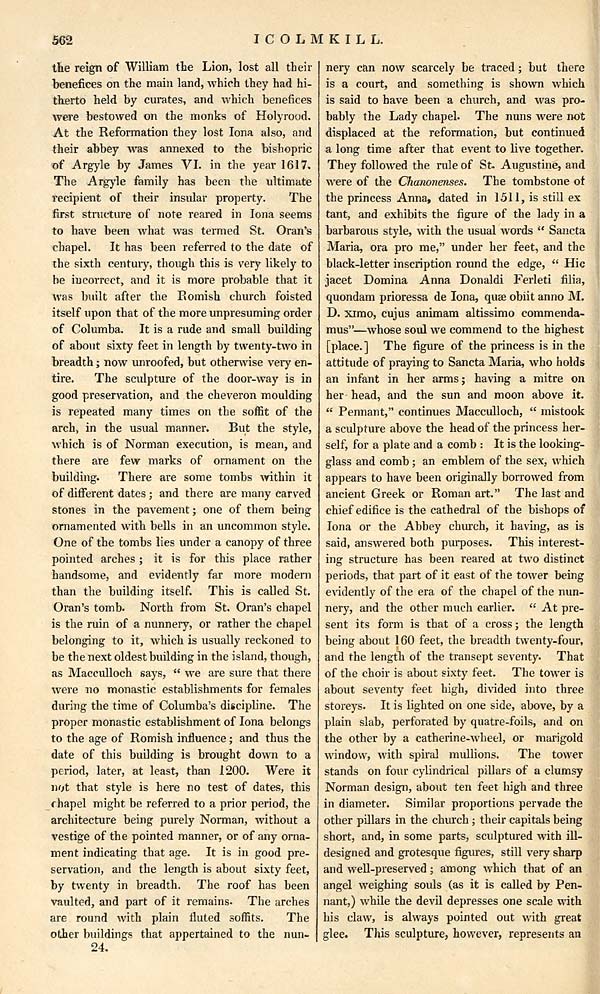 562
ICOLMKILL.
the reign of William the Lion, lost all their
benefices on the main land, which they had hi-
therto held by curates, and which benefices
were bestowed on the monks of Holyrood.
At the Reformation they lost Iona also, and
their abbey was annexed to the bishopric
of Argyle by James VI. in the year 1617.
The Argyle family has been the ultimate
recipient of their insular property. The
first structure of note reared in Iona seems
to have been what was termed St. Oran's
chapel. It has been referred to the date of
the sixth century, though this is very likely to
be incorrect, and it is more probable that it
was built after the Romish church foisted
itself upon that of the more unpresuming order
of Columba. It is a rude and small building
of about sixty feet in length by twenty-two in
breadth; now unroofed, but otherwise very en-
tire. The sculpture of the door-way is in
good preservation, and the cheveron moulding
is repeated many times on the soffit of the
arch, in the usual manner. But the style,
which is of Norman execution, is mean, and
there are few marks of ornament on the
building. There are some tombs within it
of different dates; and there are many carved
stones in the pavement; one of them being
ornamented with bells in an uncommon style.
One of the tombs lies under a canopy of three
pointed arches; it is for this place rather
handsome, and evidently far more modern
than the building itself. This is called St.
Oran's tomb. North from St. Oran's chapel
is the ruin of a nunnery, or rather the chapel
belonging to it, which is usually reckoned to
be the next oldest building in the island, though,
as Macculloch says, "we are sure that there
were no monastic establishments for females
during the time of Columba's discipline. The
proper monastic establishment of Iona belongs
to the age of Romish influence; and thus the
date of this building is brought down to a
period, later, at least, than 1200. Were it
not that style is here no test of dates, this
chapel might be referred to a prior period, the
architecture being purely Norman, without a
vestige of the pointed manner, or of any orna-
ment indicating that age. It is in good pre-
servation, and the length is about sixty feet,
by twenty in breadth. The roof has been
vaulted, and part of it remains. The arches
are round with plain fluted soffits. The
other buildings that appertained to the nun-
24.
nery can now scarcely be traced; but there
is a court, and something is shown which
is said to have been a church, and was pro-
bably the Lady chapel. The nuns were not
displaced at the reformation, but continued
a long time after that event to live together.
They followed the rule of St. Augustine, and
were of the Chanonenses. The tombstone of
the princess Anna, dated in 1511, is still ex
tant, and exhibits the figure of the lady in a
barbarous style, with the usual words "Sancta
Maria, ora pro me," under her feet, and the
black-letter inscription round the edge, "Hic
jacet Domina Anna Donaldi Ferleti filia,
quondam prioressa de Iona, quæ obiit anno M.
D. XImo, cujus animam altissimo commenda-
mus"—whose soul we commend to the highest
[place.] The figure of the princess is in the
attitude of praying to Sancta Maria, who holds
an infant in her arms; having a mitre on
her head, and the sun and moon above it.
"Pennant," continues Macculloch, "mistook
a sculpture above the head of the princess her-
self, for a plate and a comb: It is the looking-
glass and comb; an emblem of the sex, which
appears to have been originally borrowed from
ancient Greek or Roman art." The last and
chief edifice is the cathedral of the bishops of
Iona or the Abbey church, it having, as is
said, answered both purposes. This interest-
ing structure has been reared at two distinct
periods, that part of it east of the tower being
evidently of the era of the chapel of the nun-
nery, and the other much earlier. "At pre-
sent its form is that of a cross; the length
being about 160 feet, the breadth twenty-four,
and the length of the transept seventy. That
of the choir is about sixty feet. The tower is
about seventy feet high, divided into three
storeys. It is lighted on one side, above, by a
plain slab, perforated by quatre-foils, and on
the other by a catherine-wheel, or marigold
window, with spiral mullions. The tower
stands on four cylindrical pillars of a clumsy
Norman design, about ten feet high and three
in diameter. Similar proportions pervade the
other pillars in the church; their capitals being
short, and, in some parts, sculptured with ill-
designed and grotesque figures, still very sharp
and well-preserved; among which that of an
angel weighing souls (as it is called by Pen-
nant,) while the devil depresses one scale with
his claw, is always pointed out with great
glee. This sculpture, however, represents an